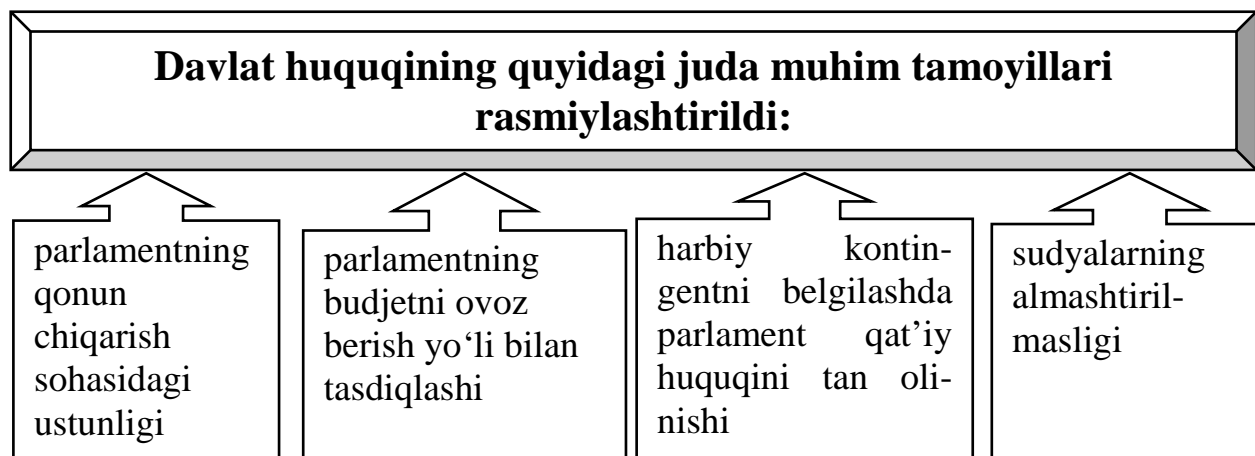 Davlat huquqining quyidagi juda muhim tamoyillari
rasmiylashtirildi:
parlamentning
qonun
chiqarish
sohasidagi
ustunligi
parlamentning
budjetni ovoz
berish yo‘li bilan
tasdiqlashi
harbiy kontin-
gentni belgilashda
parlament qat’iy
huquqini tan oli-
nishi
sudyalarning
almashtiril-
masligi